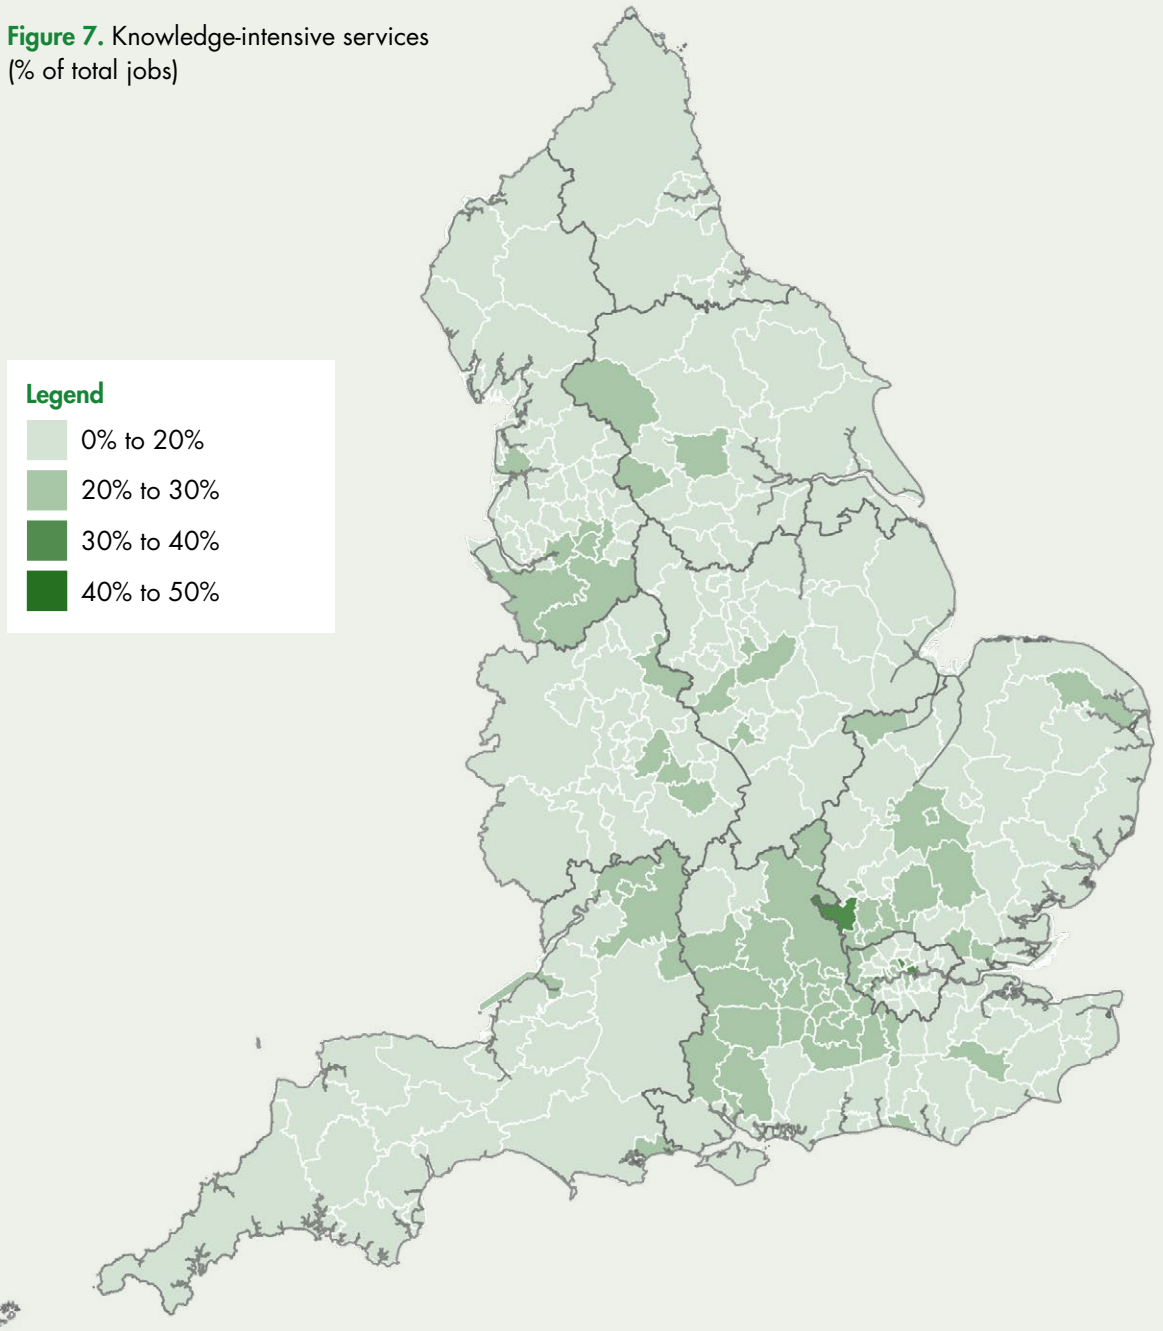 Figure 7. Knowledge-intensive services
(% of total jobs)
Legend
0% to 20%
20% to 30%
30% to 40%
40% to 50%